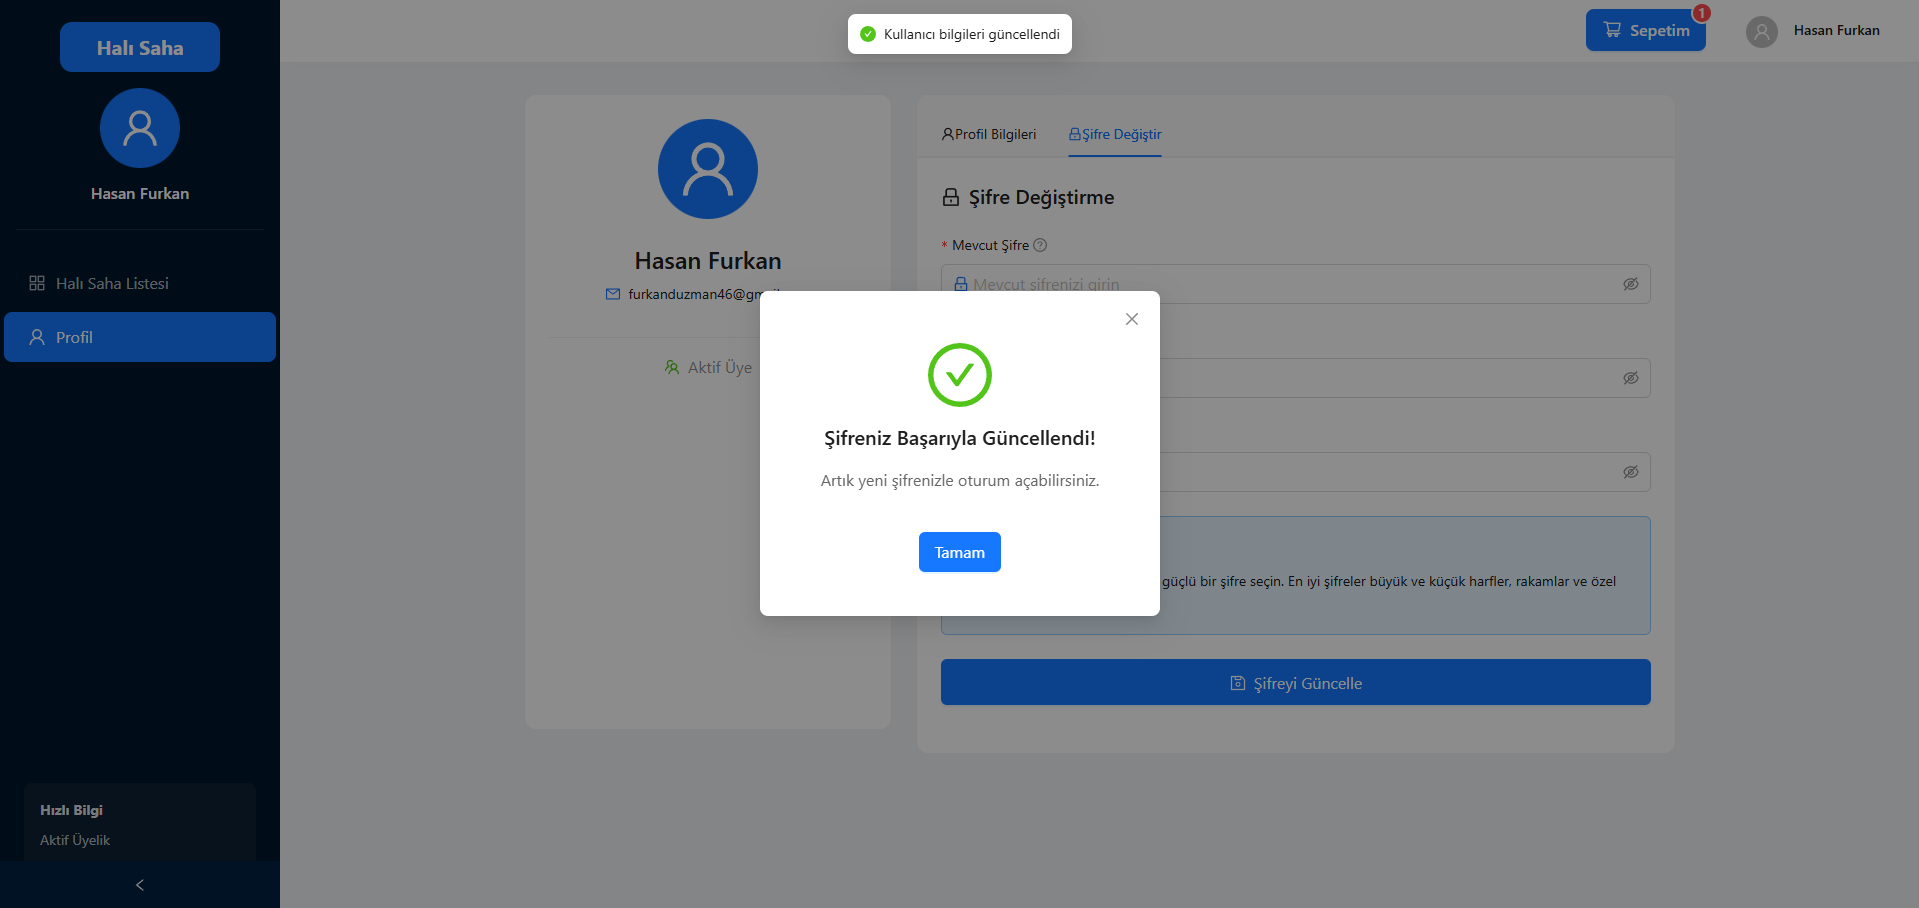 Halı Saha
Hasan Furkan
Halı Saha Listesi
Profil
Hızlı Bilgi
Aktif Üyelik
Kullanıcı bilgileri güncellendi
Sepetim
1
Hasan Furkan
Hasan Furkan
Aktif Üye
Profil Bilgileri
Şifre Değiştir
Şifre Değiştirme
* Mevcut Şifre
Mevcut şifrenizi girin
güçlü bir şifre seçin. En iyi şifreler büyük ve küçük harfler, rakamlar ve özel
Şifreyi Güncelle
Şifreniz Başarıyla Güncellendi!
Artık yeni şifrenizle oturum açabilirsiniz.
Tamam